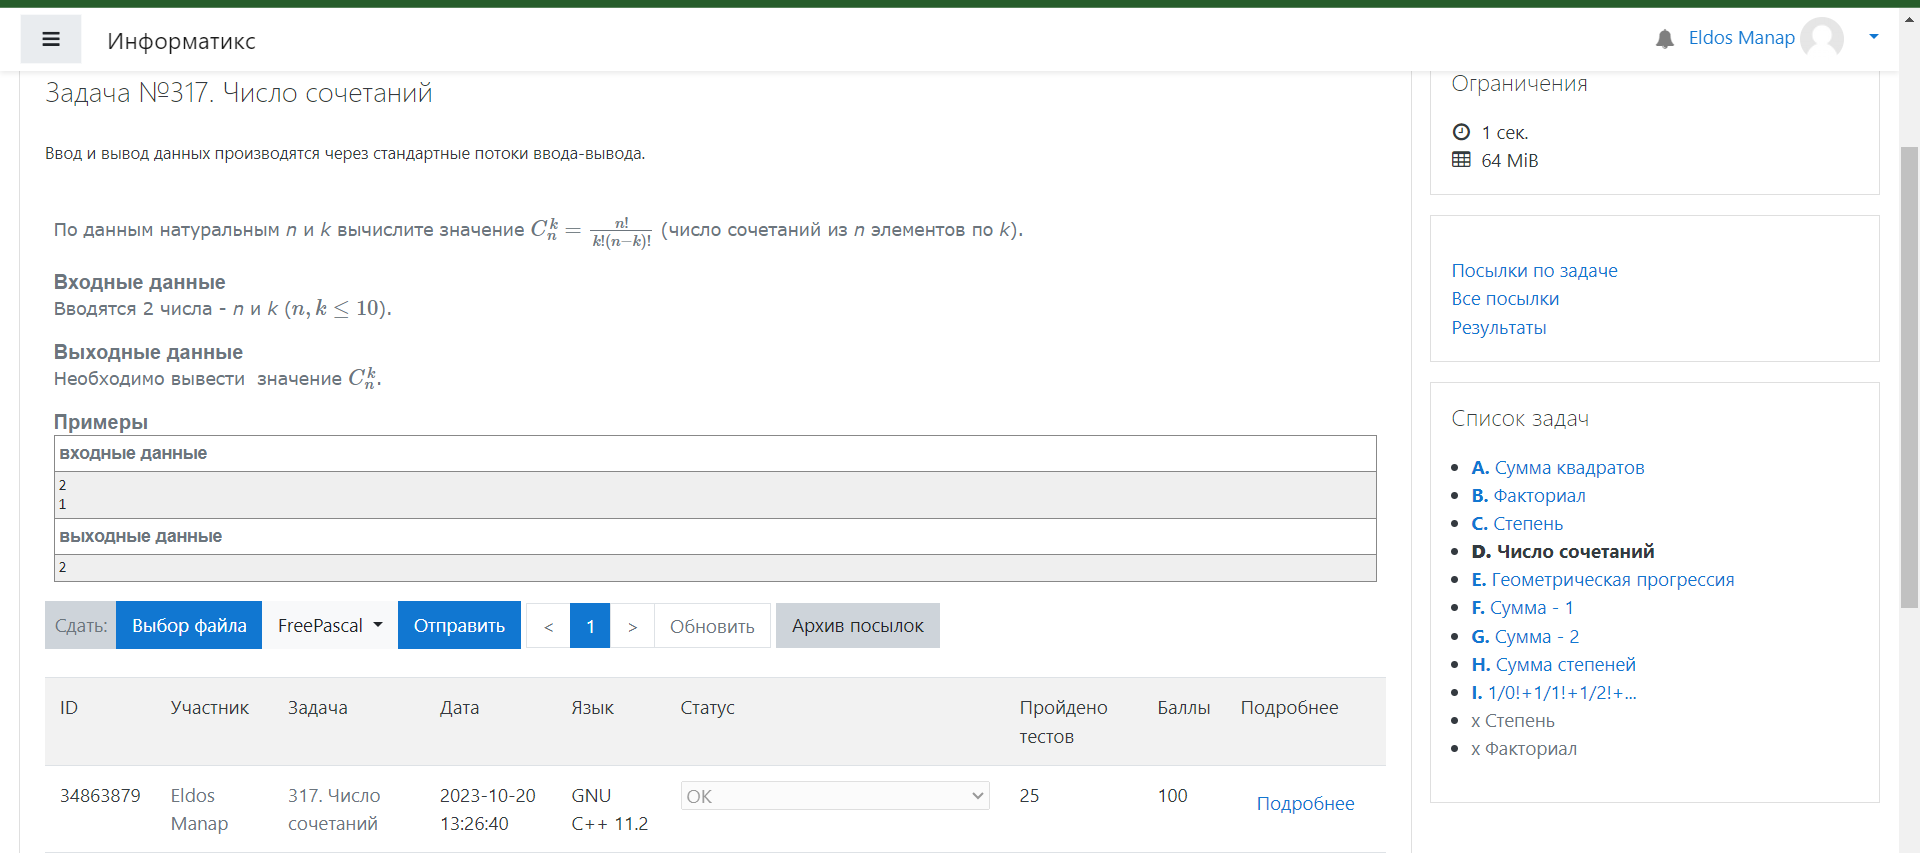 Информатикс
Eldos Manap
Задача №317. Число сочетаний
Ввод и вывод данных производятся через стандартные потоки ввода-вывода.
По данным натуральным n и k вычислите значение C_n^k = n!/(k!(n−k)!) (число сочетаний из n элементов по k).
Входные данные
Вводятся 2 числа - n и k (n, k ≤ 10).
Выходные данные
Необходимо вывести значение C_n^k.
Примеры
входные данные
2
1
выходные данные
2
Сдать: Выбор файла FreePascal Отправить < 1 > Обновить Архив посылок
ID Участник Задача Дата Язык Статус Пройдено тестов Баллы Подробнее
34863879 Eldos Manap 317. Число сочетаний 2023-10-20 13:26:40 GNU C++ 11.2 OK 25 100 Подробнее
Ограничения
1 сек.
64 MiB
Посылки по задаче
Все посылки
Результаты
Список задач
A. Сумма квадратов
B. Факториал
C. Степень
D. Число сочетаний
E. Геометрическая прогрессия
F. Сумма - 1
G. Сумма - 2
H. Сумма степеней
I. 1/0!+1/1!+1/2!+...
x Степень
x Факториал